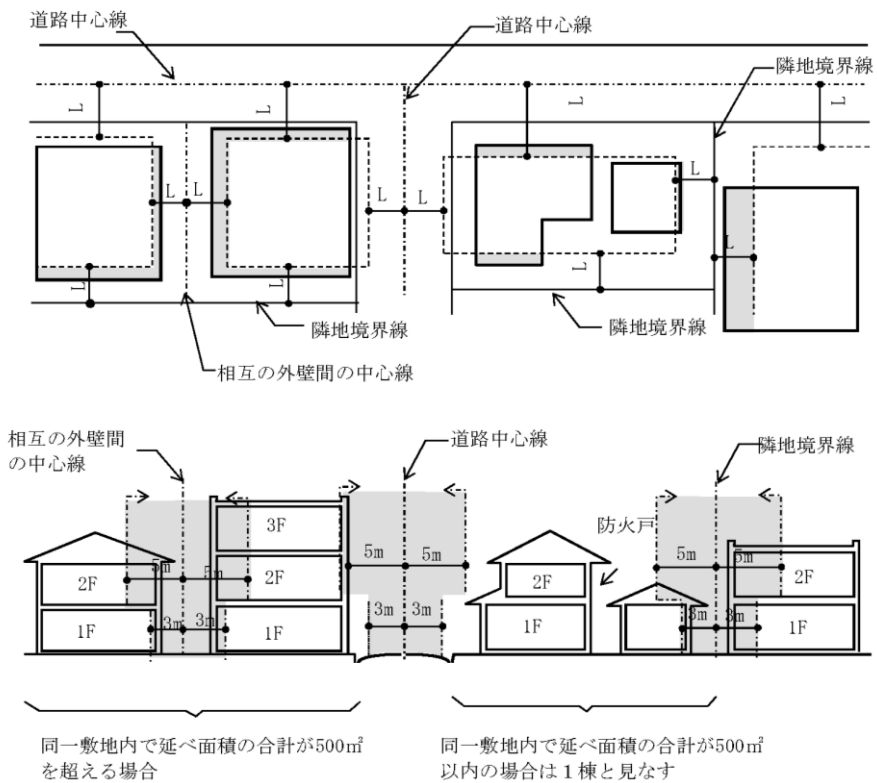 道路中心線
道路中心線
隣地境界線
L
L
L
L
L
L
L
L
L
L
L
L
L
L
隣地境界線
隣地境界線
相互の外壁間の中心線
相互の外壁間
の中心線
道路中心線
隣地境界線
防火戸
3F
5m
5m
5m
5m
5m
5m
2F
2F
2F
2F
3m
3m
3m
3m
3m
3m
1F
1F
1F
1F
同一敷地内で延べ面積の合計が500㎡
を超える場合
同一敷地内で延べ面積の合計が500㎡
以内の場合は1棟と見なす